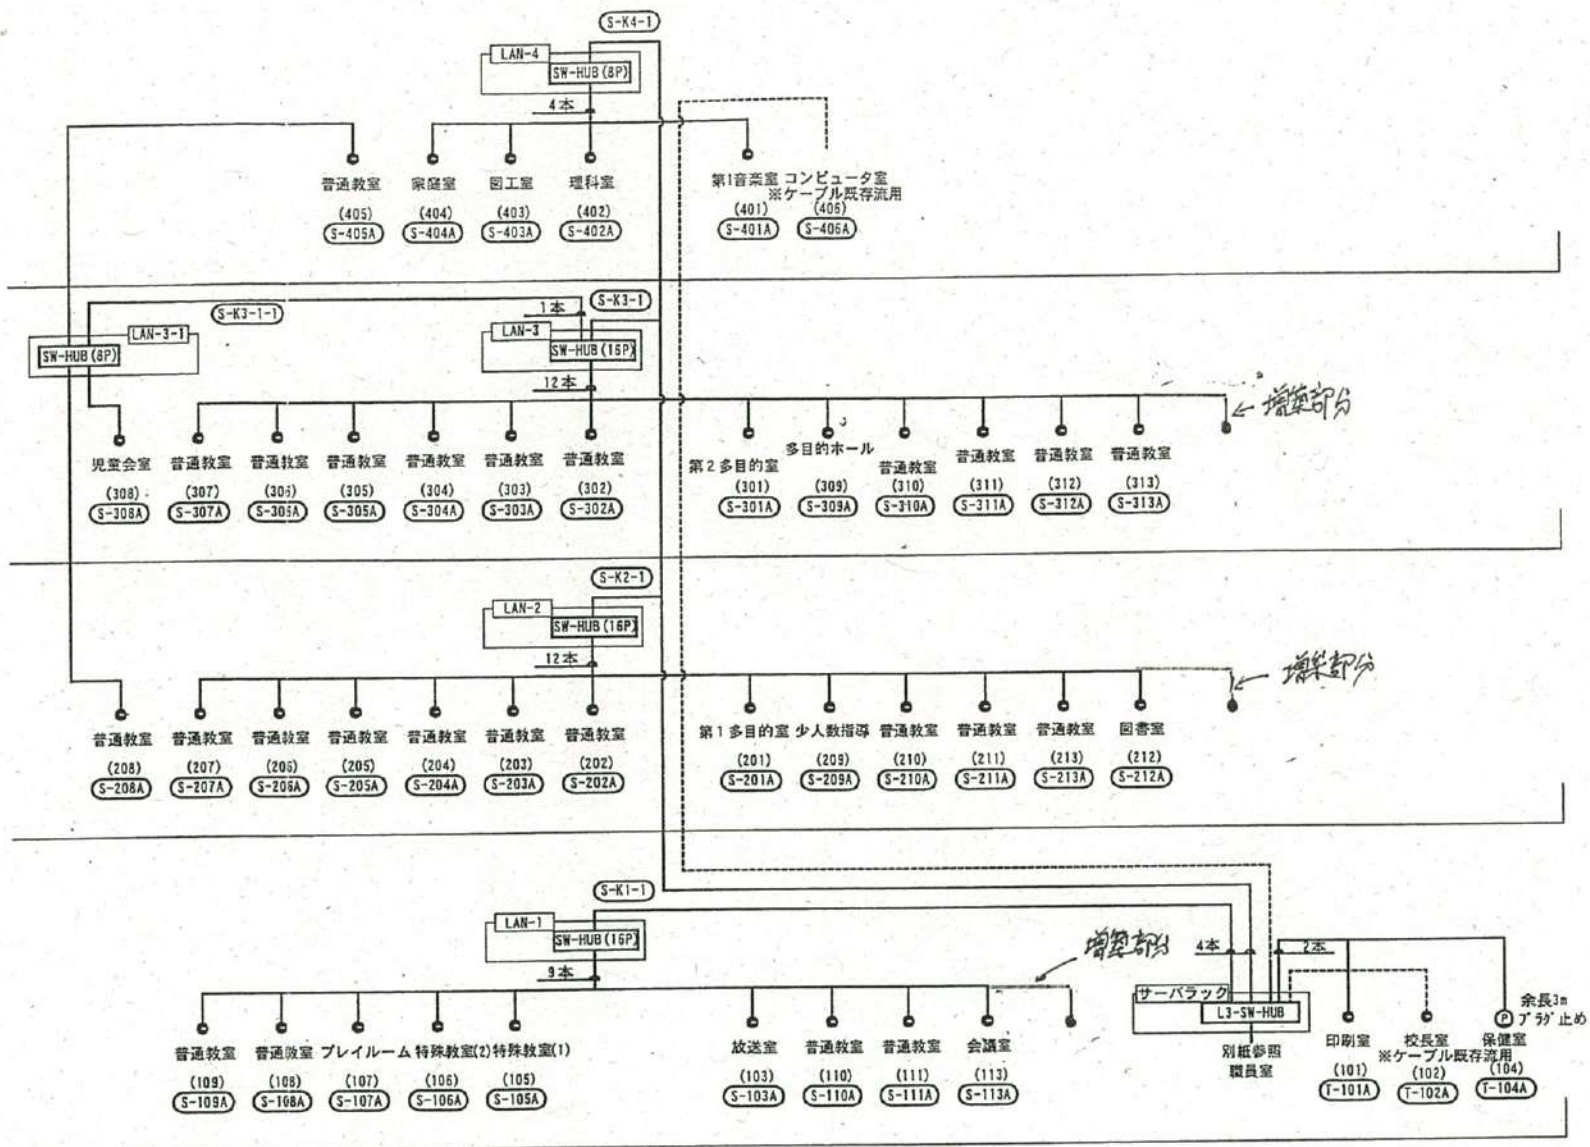 S-K4-1
LAN-4
SW-HUB(8P)
4本
普通教室 家庭室 図工室 理科室 第1音楽室 コンピュータ室
※ケーブル既存流用
(405) (404) (403) (402) (401) (406)
S-405A S-404A S-403A S-402A S-401A S-406A
S-K3-1-1 1本 S-K3-1
LAN-3-1 LAN-3
SW-HUB(8P) SW-HUB(16P)
12本
増築部分
児童会室 普通教室 普通教室 普通教室 普通教室 普通教室 普通教室 第2多目的室 多目的ホール 普通教室 普通教室 普通教室 普通教室
(308) (307) (306) (305) (304) (303) (302) (301) (309) (310) (311) (312) (313)
S-308A S-307A S-306A S-305A S-304A S-303A S-302A S-301A S-309A S-310A S-311A S-312A S-313A
S-K2-1
LAN-2
SW-HUB(16P)
12本
増築部分
普通教室 普通教室 普通教室 普通教室 普通教室 普通教室 普通教室 第1多目的室 少人数指導 普通教室 普通教室 普通教室 図書室
(208) (207) (206) (205) (204) (203) (202) (201) (209) (210) (211) (213) (212)
S-208A S-207A S-206A S-205A S-204A S-203A S-202A S-201A S-209A S-210A S-211A S-213A S-212A
S-K1-1
LAN-1
SW-HUB(16P)
9本
増築部分
4本 2本
サーバラック
L3-SW-HUB
別紙参照
職員室
余長3m
プラグ止め
P
普通教室 普通教室 プレイルーム 特殊教室(2) 特殊教室(1) 放送室 普通教室 普通教室 会議室 印刷室 校長室 保健室
※ケーブル既存流用
(109) (108) (107) (106) (105) (103) (110) (111) (113) (101) (102) (104)
S-109A S-108A S-107A S-106A S-105A S-103A S-110A S-111A S-113A T-101A T-102A T-104A